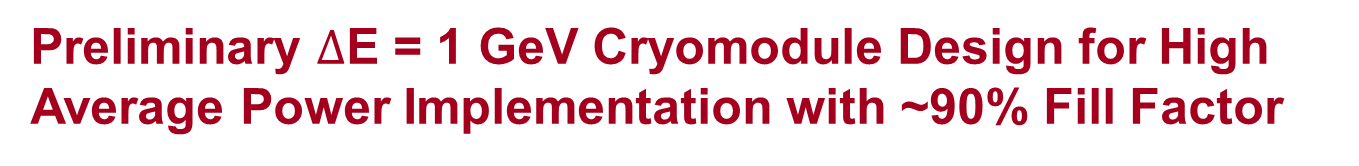 Preliminary ΔE = 1 GeV Cryomodule Design for High
Average Power Implementation with ~90% Fill Factor